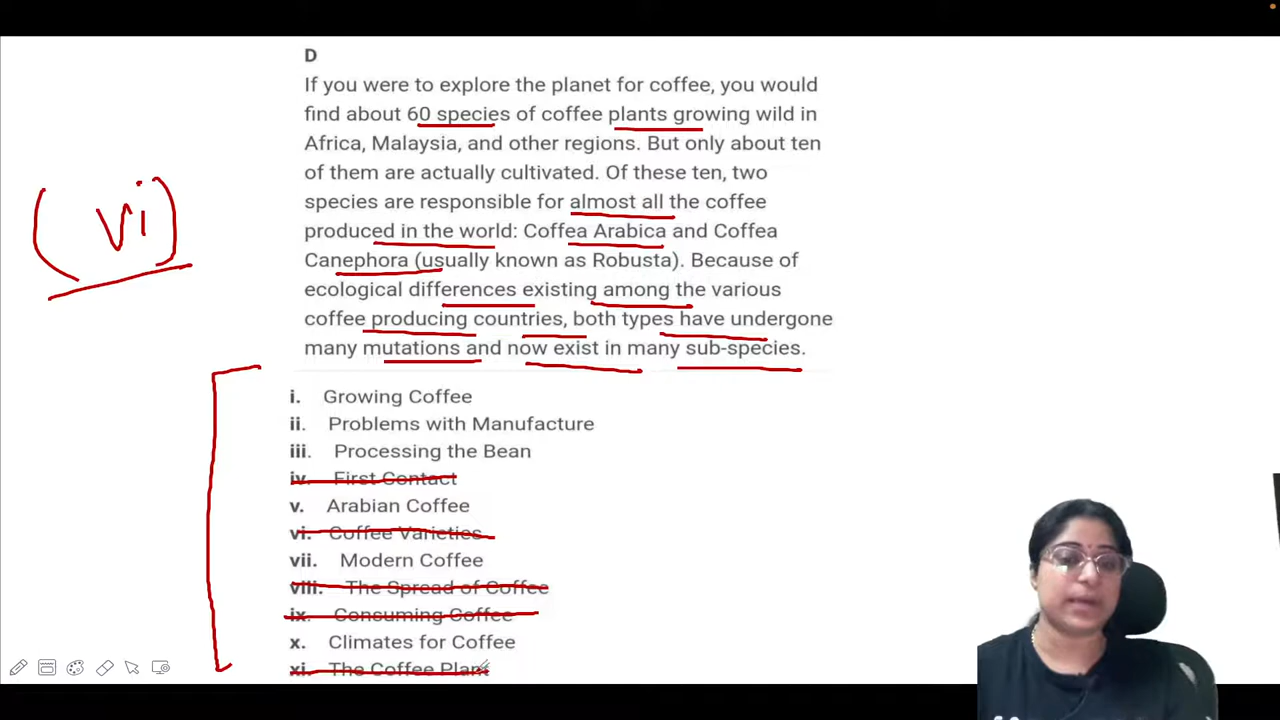 D
If you were to explore the planet for coffee, you would
find about 60 species of coffee plants growing wild in
Africa, Malaysia, and other regions. But only about ten
of them are actually cultivated. Of these ten, two
species are responsible for almost all the coffee
produced in the world: Coffea Arabica and Coffea
Canephora (usually known as Robusta). Because of
ecological differences existing among the various
coffee producing countries, both types have undergone
many mutations and now exist in many sub-species.
(vi)
i. Growing Coffee
ii. Problems with Manufacture
iii. Processing the Bean
iv. First Contact
v. Arabian Coffee
vi. Coffee Varieties
vii. Modern Coffee
viii. The Spread of Coffee
ix. Consuming Coffee
x. Climates for Coffee
xi. The Coffee Plant